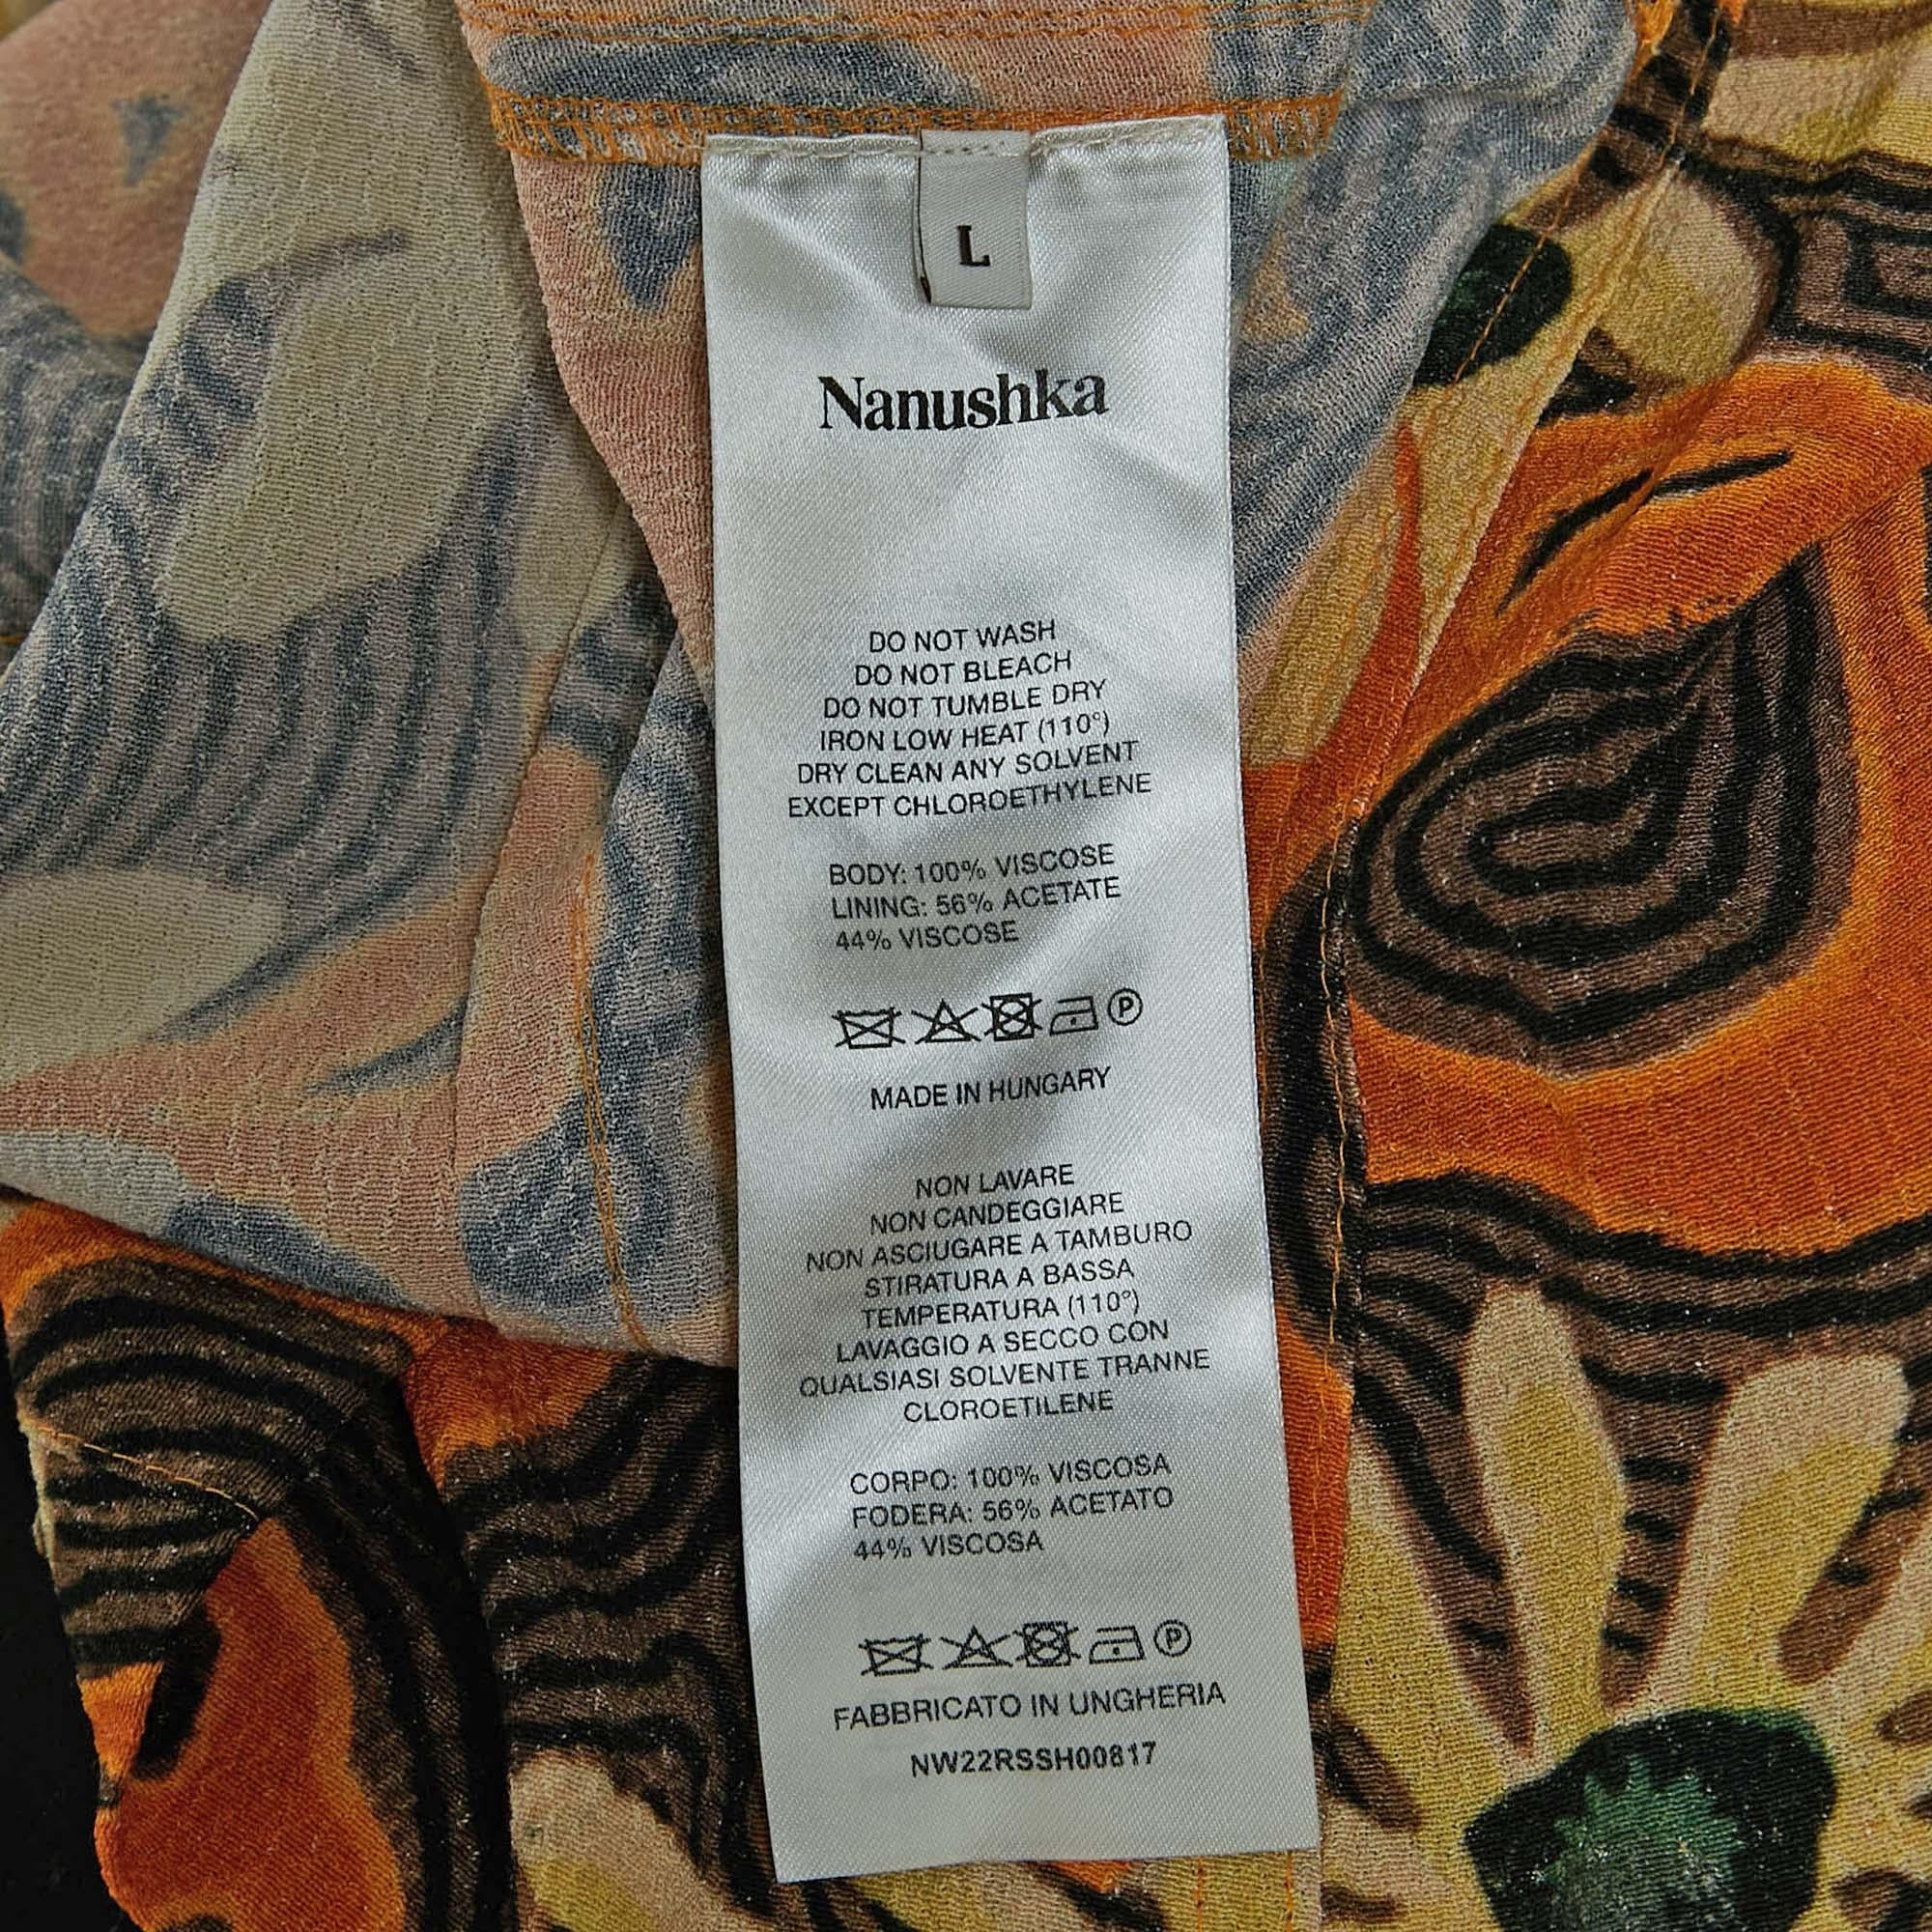 L
Nanushka
DO NOT WASH
DO NOT BLEACH
DO NOT TUMBLE DRY
IRON LOW HEAT (110°)
DRY CLEAN ANY SOLVENT
EXCEPT CHLOROETHYLENE
BODY: 100% VISCOSE
LINING: 56% ACETATE
44% VISCOSE
P
MADE IN HUNGARY
NON LAVARE
NON CANDEGGIARE
NON ASCIUGARE A TAMBURO
STIRATURA A BASSA
TEMPERATURA (110°)
LAVAGGIO A SECCO CON
QUALSIASI SOLVENTE TRANNE
CLOROETILENE
CORPO: 100% VISCOSA
FODERA: 56% ACETATO
44% VISCOSA
P
FABBRICATO IN UNGHERIA
NW22RSSH00817